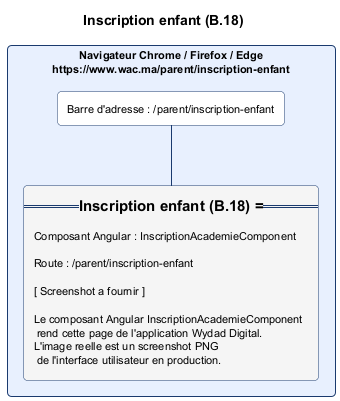 Inscription enfant (B.18)
Navigateur Chrome / Firefox / Edge
https://www.wac.ma/parent/inscription-enfant
Barre d'adresse : /parent/inscription-enfant
Inscription enfant (B.18) =
Composant Angular : InscriptionAcademieComponent
Route : /parent/inscription-enfant
[ Screenshot a fournir ]
Le composant Angular InscriptionAcademieComponent
rend cette page de l'application Wydad Digital.
L'image reelle est un screenshot PNG
de l'interface utilisateur en production.